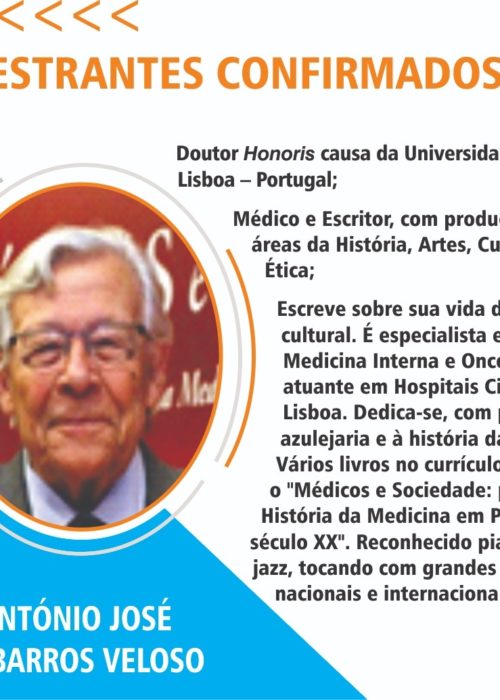 <<<<<
ESTRANTES CONFIRMADOS
Doutor Honoris causa da Universida
Lisboa – Portugal;
Médico e Escritor, com produç
áreas da História, Artes, Cu
Ética;
Escreve sobre sua vida d
cultural. É especialista e
Medicina Interna e Onco
atuante em Hospitais Ci
Lisboa. Dedica-se, com p
azulejaria e à história da
Vários livros no currículo
o "Médicos e Sociedade: p
História da Medicina em P
século XX". Reconhecido pia
jazz, tocando com grandes
nacionais e internaciona
NTÓNIO JOSÉ
BARROS VELOSO